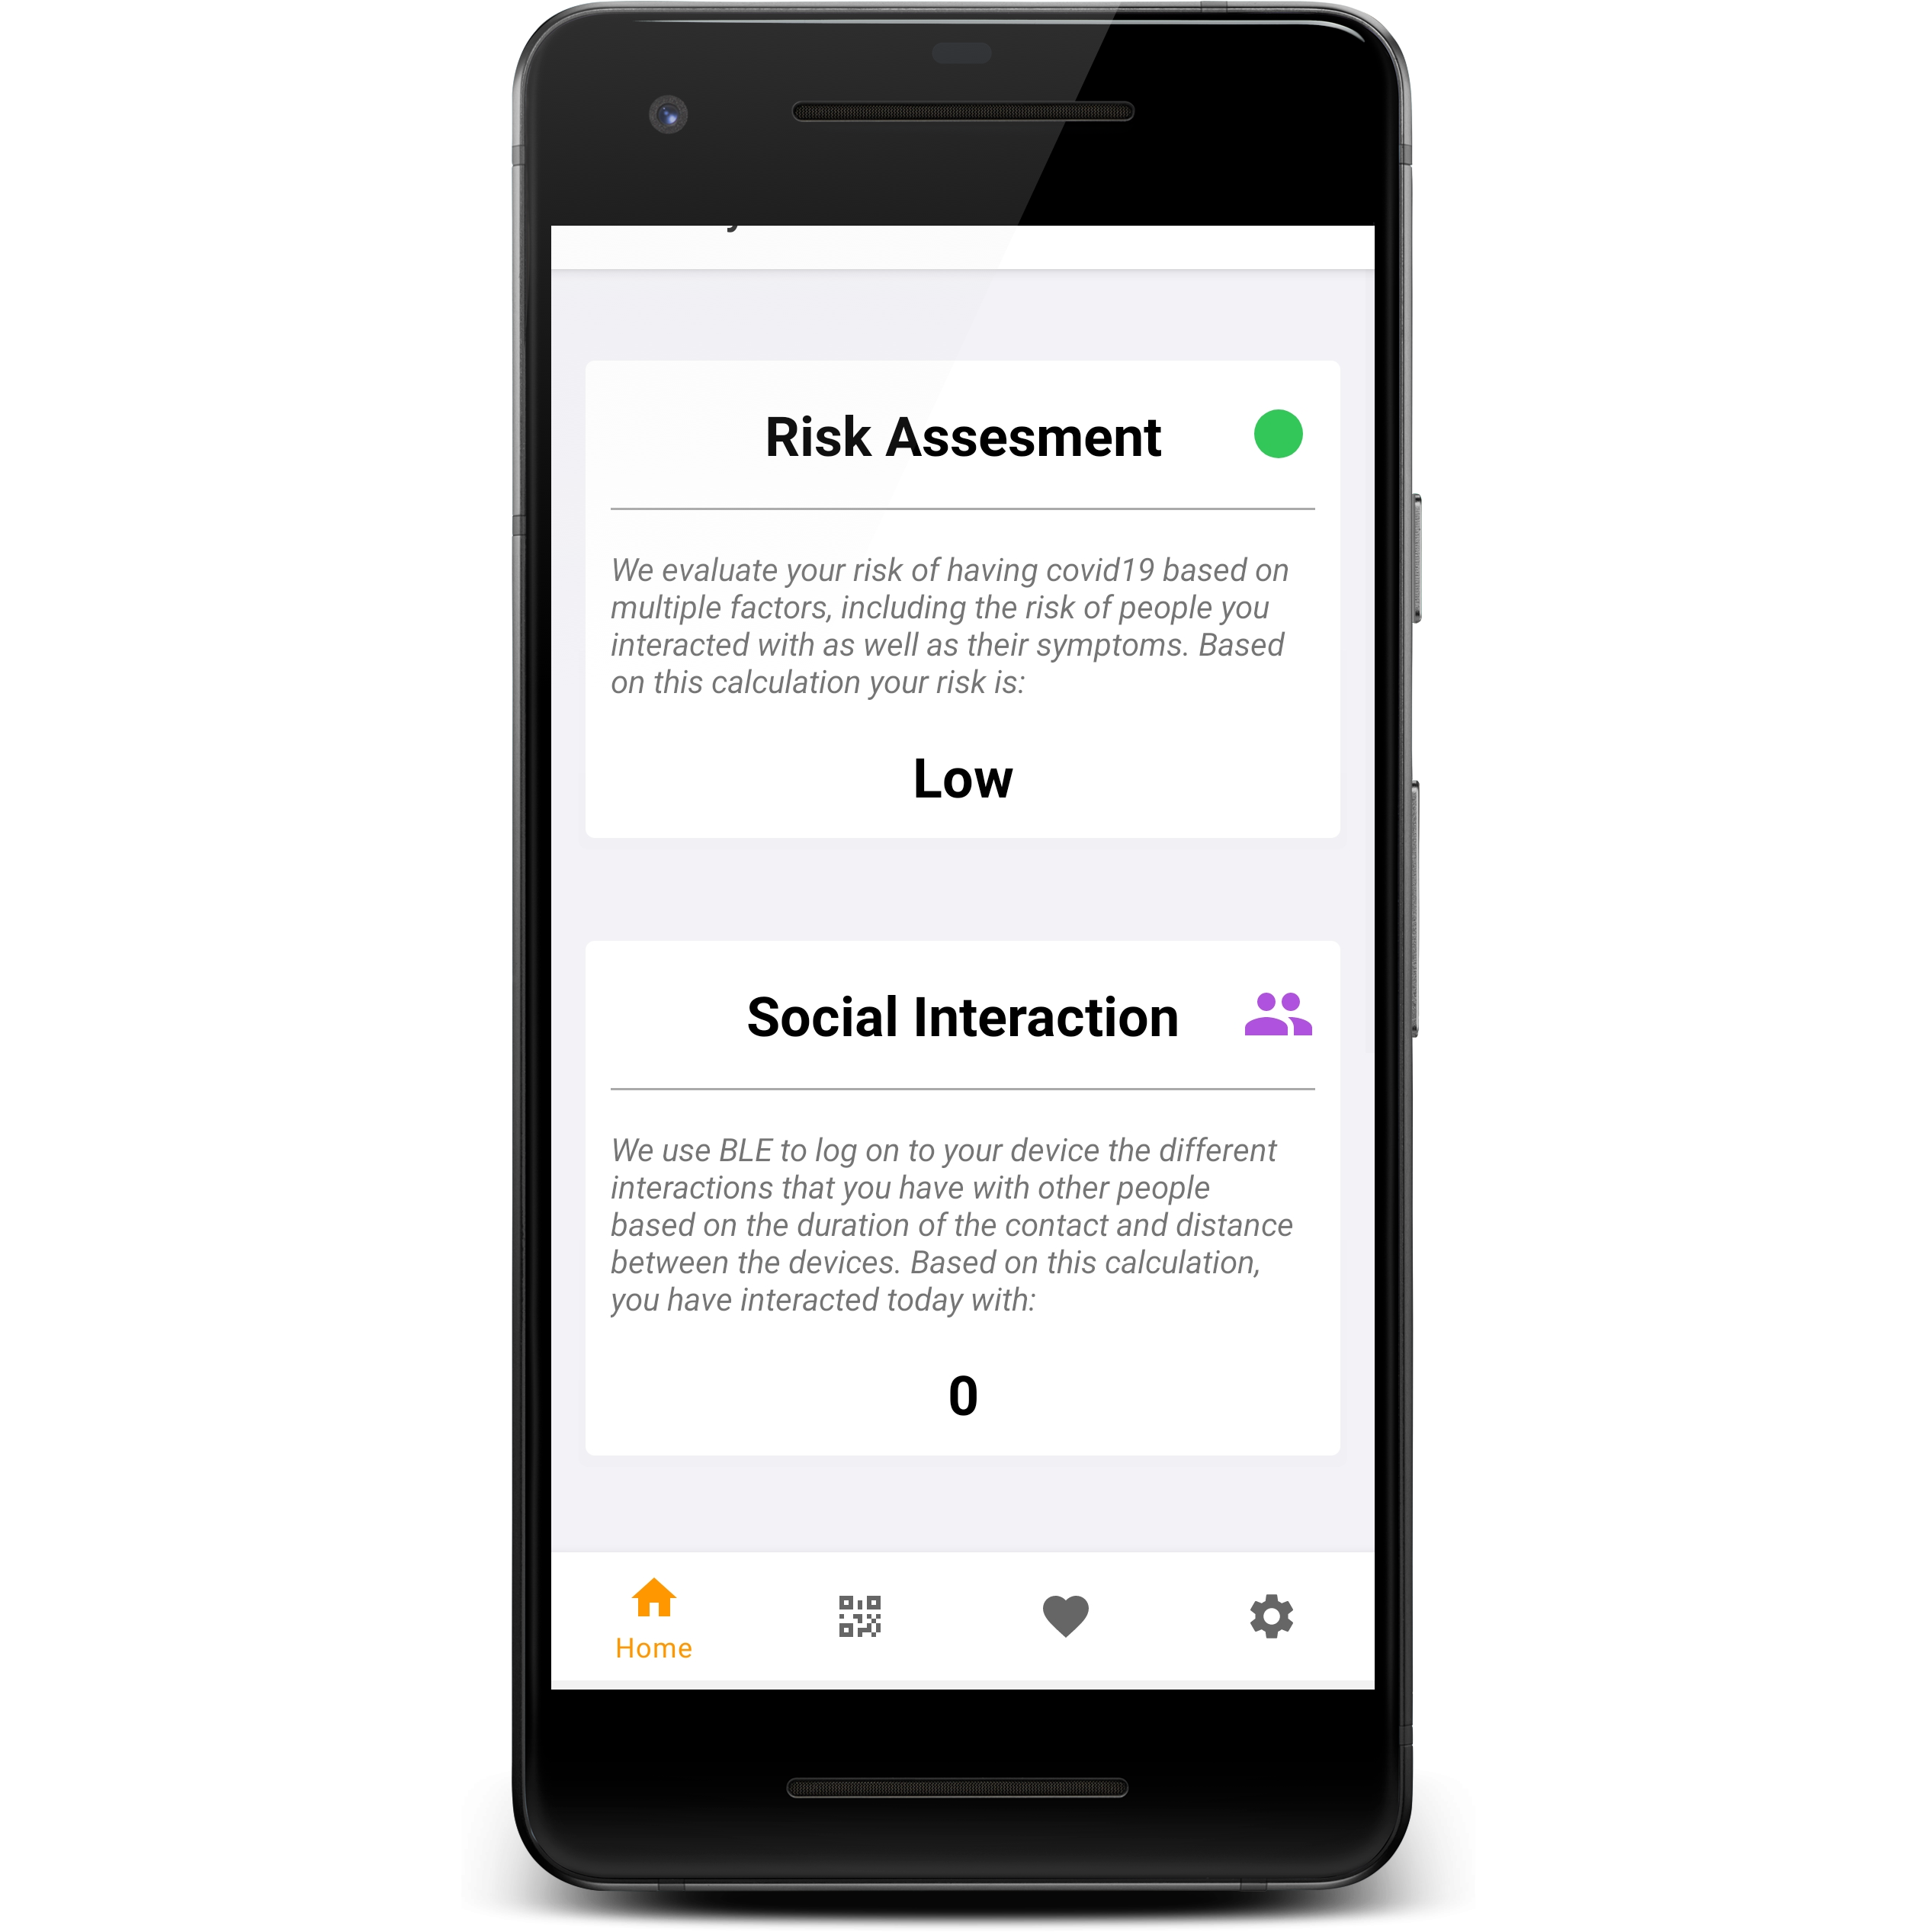 Risk Assesment
We evaluate your risk of having covid19 based on
multiple factors, including the risk of people you
interacted with as well as their symptoms. Based
on this calculation your risk is:
Low
Social Interaction
We use BLE to log on to your device the different
interactions that you have with other people
based on the duration of the contact and distance
between the devices. Based on this calculation,
you have interacted today with:
0
Home